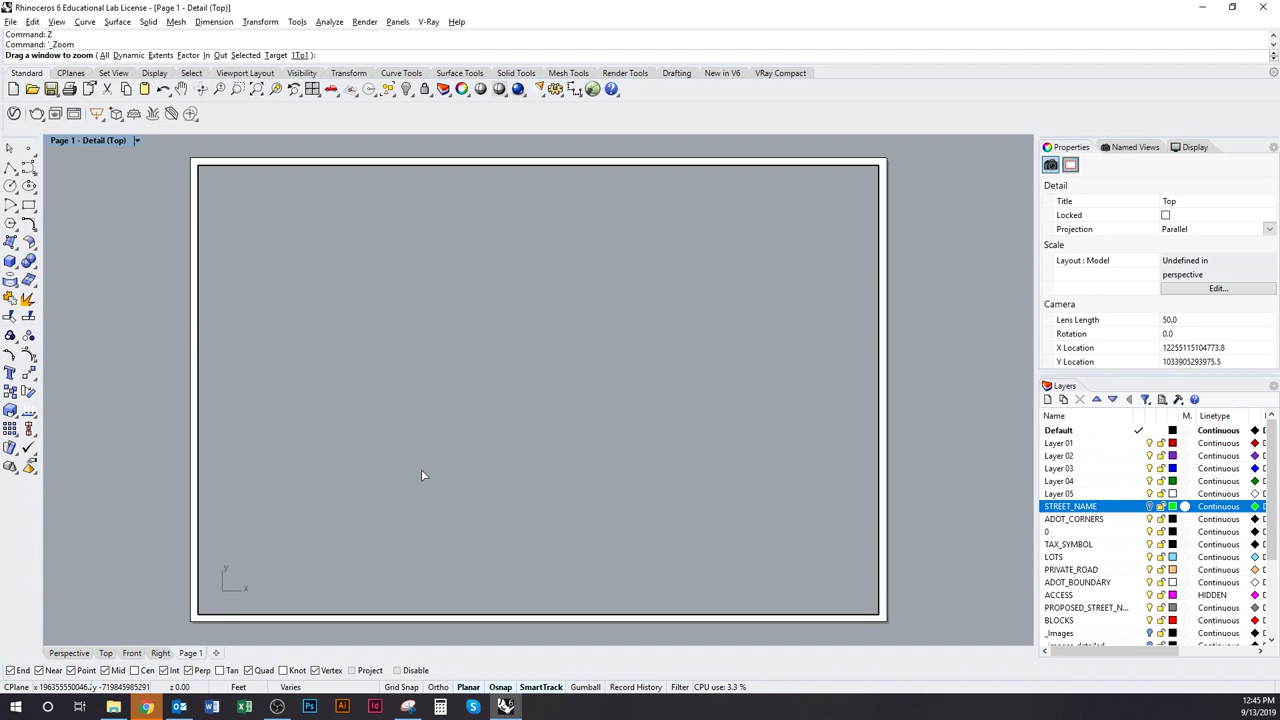 Rhinoceros 6 Educational Lab License - [Page 1 - Detail (Top)]
File Edit View Curve Surface Solid Mesh Dimension Transform Tools Analyze Render Panels V-Ray Help
Command: Z
Command: '_Zoom
Drag a window to zoom ( All Dynamic Extents Factor In Out Selected Target 1To1 ):
Standard CPlanes Set View Display Select Viewport Layout Visibility Transform Curve Tools Surface Tools Solid Tools Mesh Tools Render Tools Drafting New in V6 VRay Compact
Page 1 - Detail (Top)
Properties Named Views Display
Detail
Title Top
Locked
Projection Parallel
Scale
Layout : Model Undefined in
perspective
Edit...
Camera
Lens Length 50.0
Rotation 0.0
X Location 12255115104773.8
Y Location 1033905293975.5
Layers
Name M. Linetype
Default Continuous
Layer 01 Continuous
Layer 02 Continuous
Layer 03 Continuous
Layer 04 Continuous
Layer 05 Continuous
STREET_NAME Continuous
ADOT_CORNERS Continuous
0 Continuous
TAX_SYMBOL Continuous
LOTS Continuous
PRIVATE_ROAD Continuous
ADOT_BOUNDARY Continuous
ACCESS HIDDEN
PROPOSED_STREET_N... Continuous
BLOCKS Continuous
_Images Continuous
y
x
Perspective Top Front Right Page 1
End Near Point Mid Cen Int Perp Tan Quad Knot Vertex Project Disable
CPlane x 196355550046.2 y -719845985291 z 0.00 Feet Varies Grid Snap Ortho Planar Osnap SmartTrack Gumball Record History Filter CPU use: 3.3 %
12:45 PM
9/13/2019